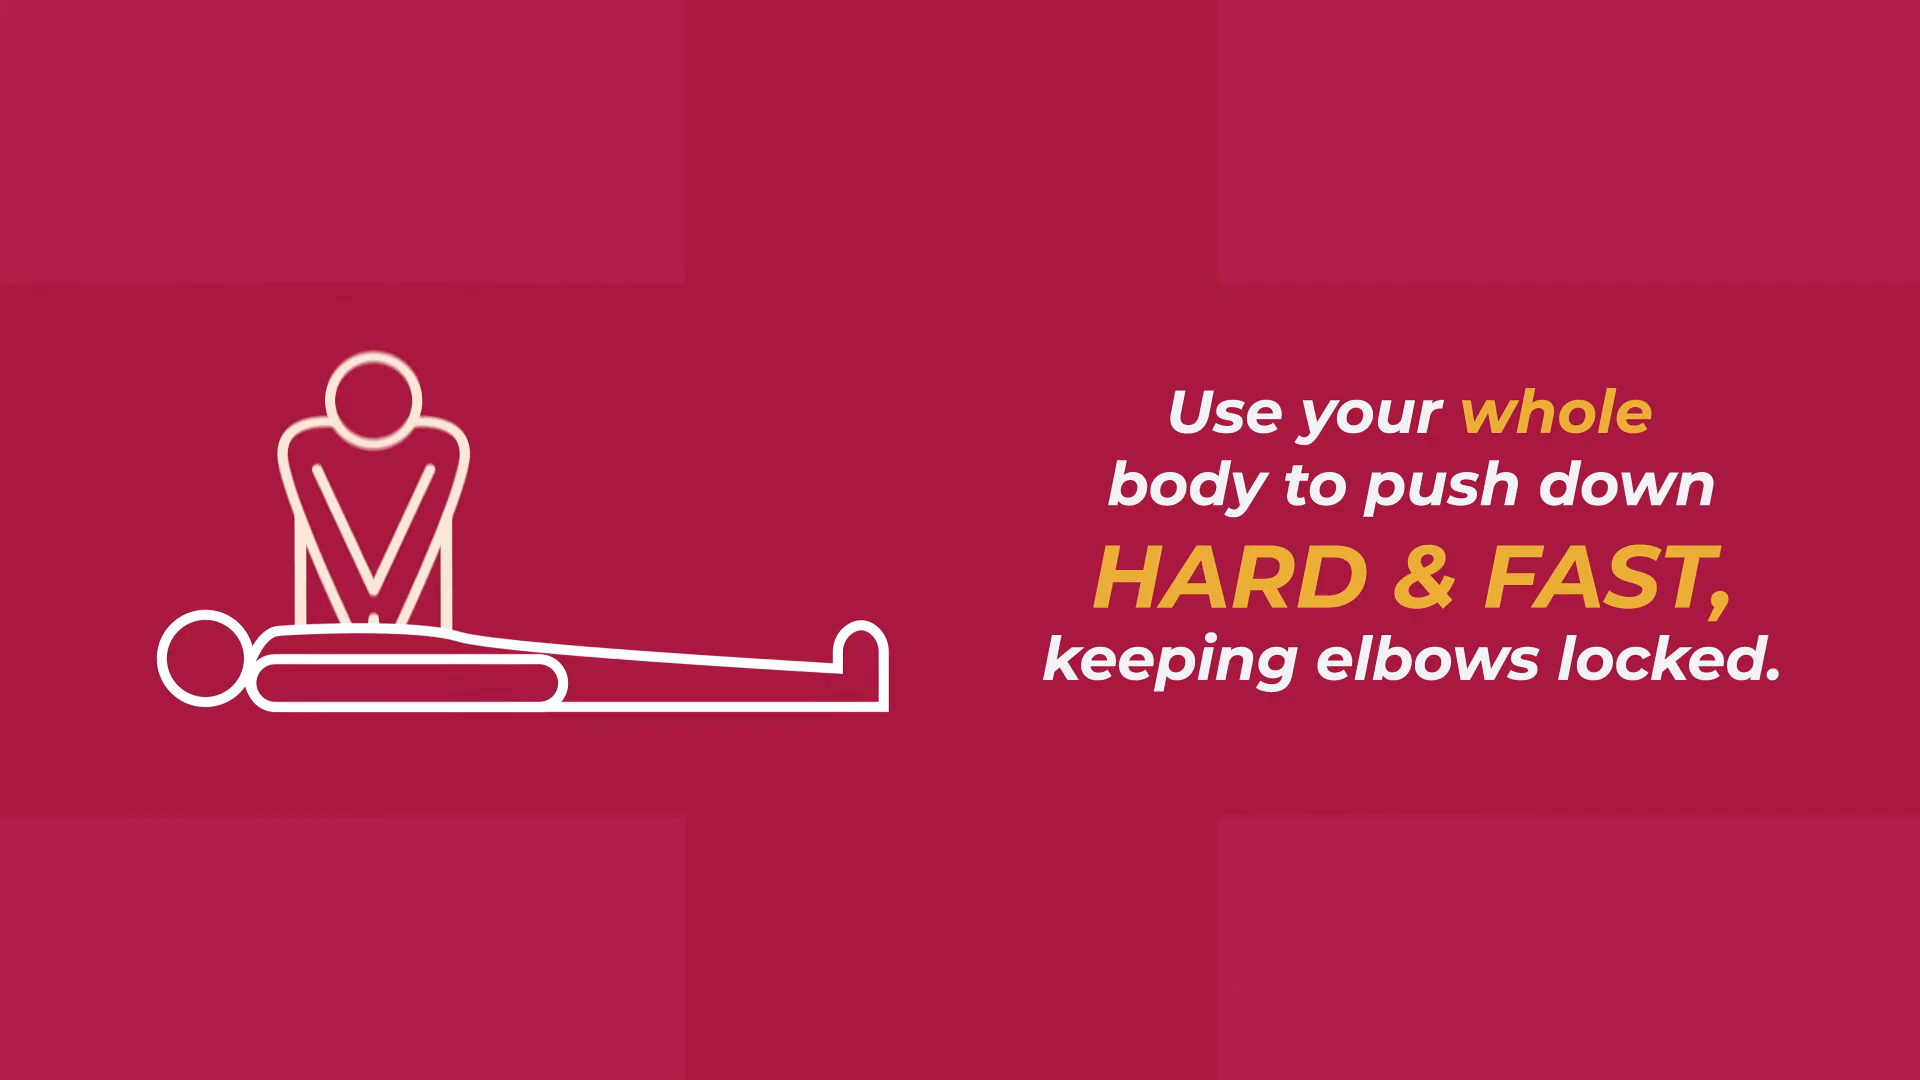 Use your whole
body to push down
HARD & FAST,
keeping elbows locked.